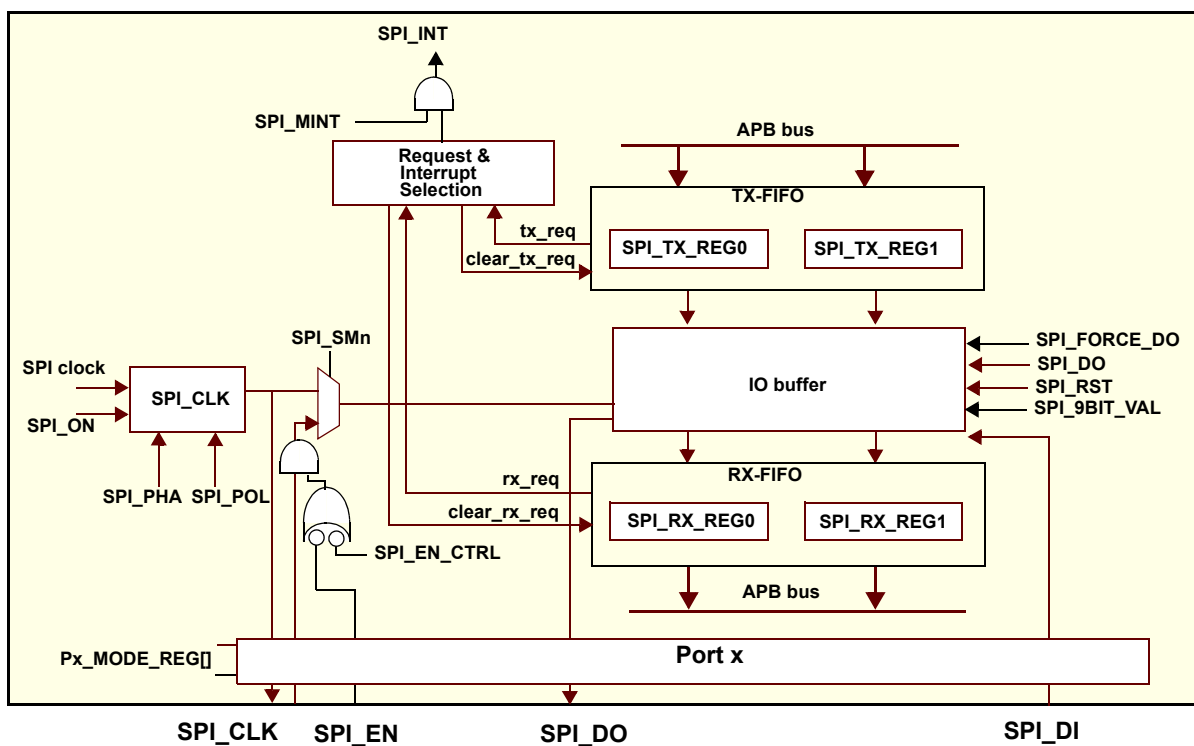 SPI_INT
SPI_MINT
APB bus
Request &
Interrupt
Selection
TX-FIFO
tx_req
SPI_TX_REG0
SPI_TX_REG1
clear_tx_req
SPI_SMn
SPI_FORCE_DO
SPI clock
SPI_DO
SPI_CLK
IO buffer
SPI_RST
SPI_ON
SPI_9BIT_VAL
SPI_PHA
SPI_POL
rx_req
RX-FIFO
clear_rx_req
SPI_RX_REG0
SPI_RX_REG1
SPI_EN_CTRL
APB bus
Px_MODE_REG[]
Port x
SPI_CLK
SPI_EN
SPI_DO
SPI_DI